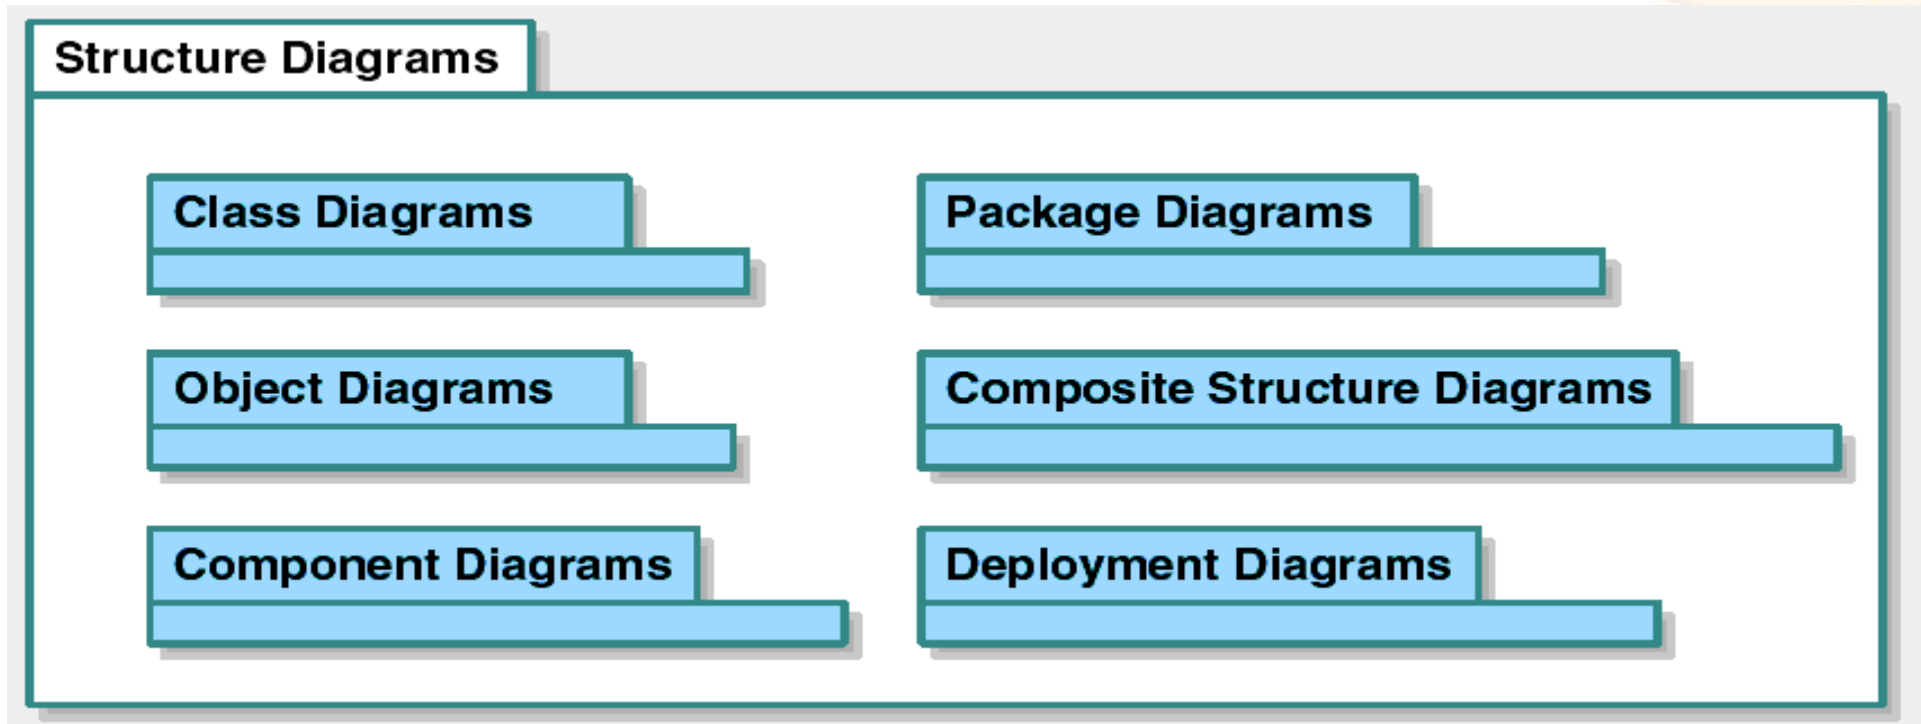 Structure Diagrams
Class Diagrams
Package Diagrams
Object Diagrams
Composite Structure Diagrams
Component Diagrams
Deployment Diagrams